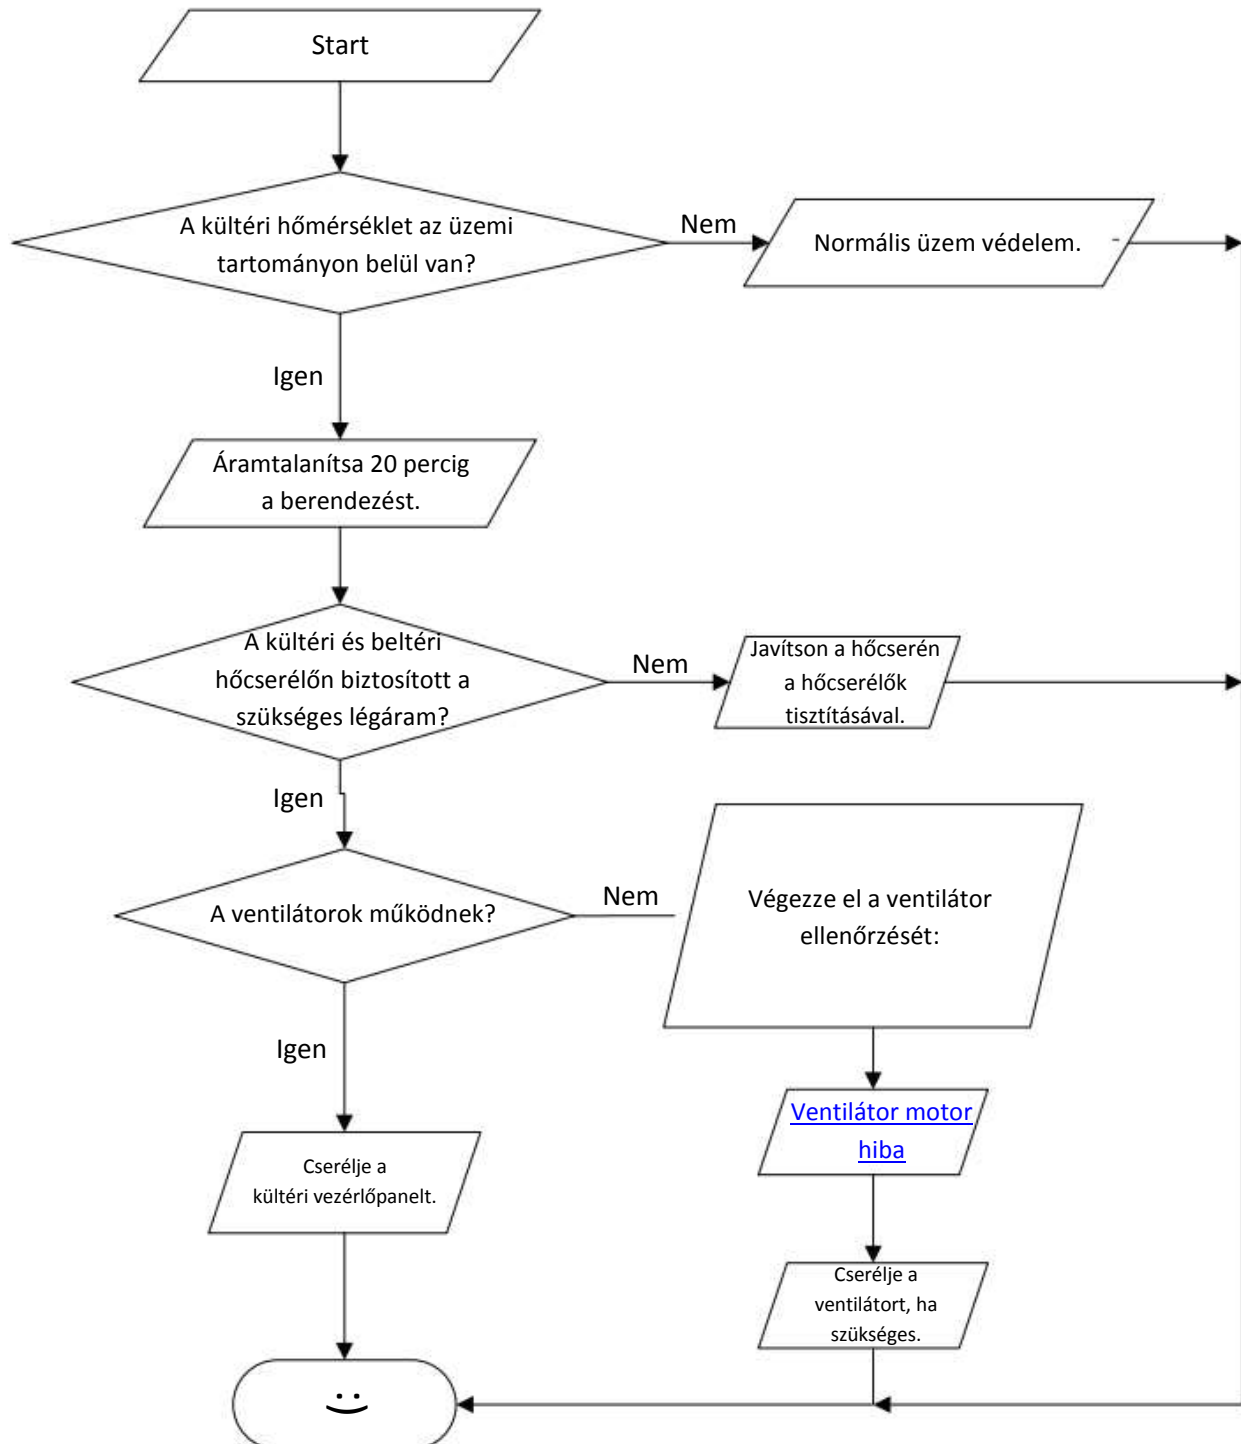 Start
A kültéri hőmérséklet az üzemi
tartományon belül van?
Nem
Normális üzem védelem.
-
Igen
Áramtalanítsa 20 percig
a berendezést.
A kültéri és beltéri
hőcserélőn biztosított a
szükséges légáram?
Nem
Javítson a hőcserén
a hőcserélők
tisztításával.
Igen
A ventilátorok működnek?
Nem
Végezze el a ventilátor
ellenőrzését:
Igen
Ventilátor motor
hiba
Cserélje a
kültéri vezérlőpanelt.
Cserélje a
ventilátort, ha
szükséges.